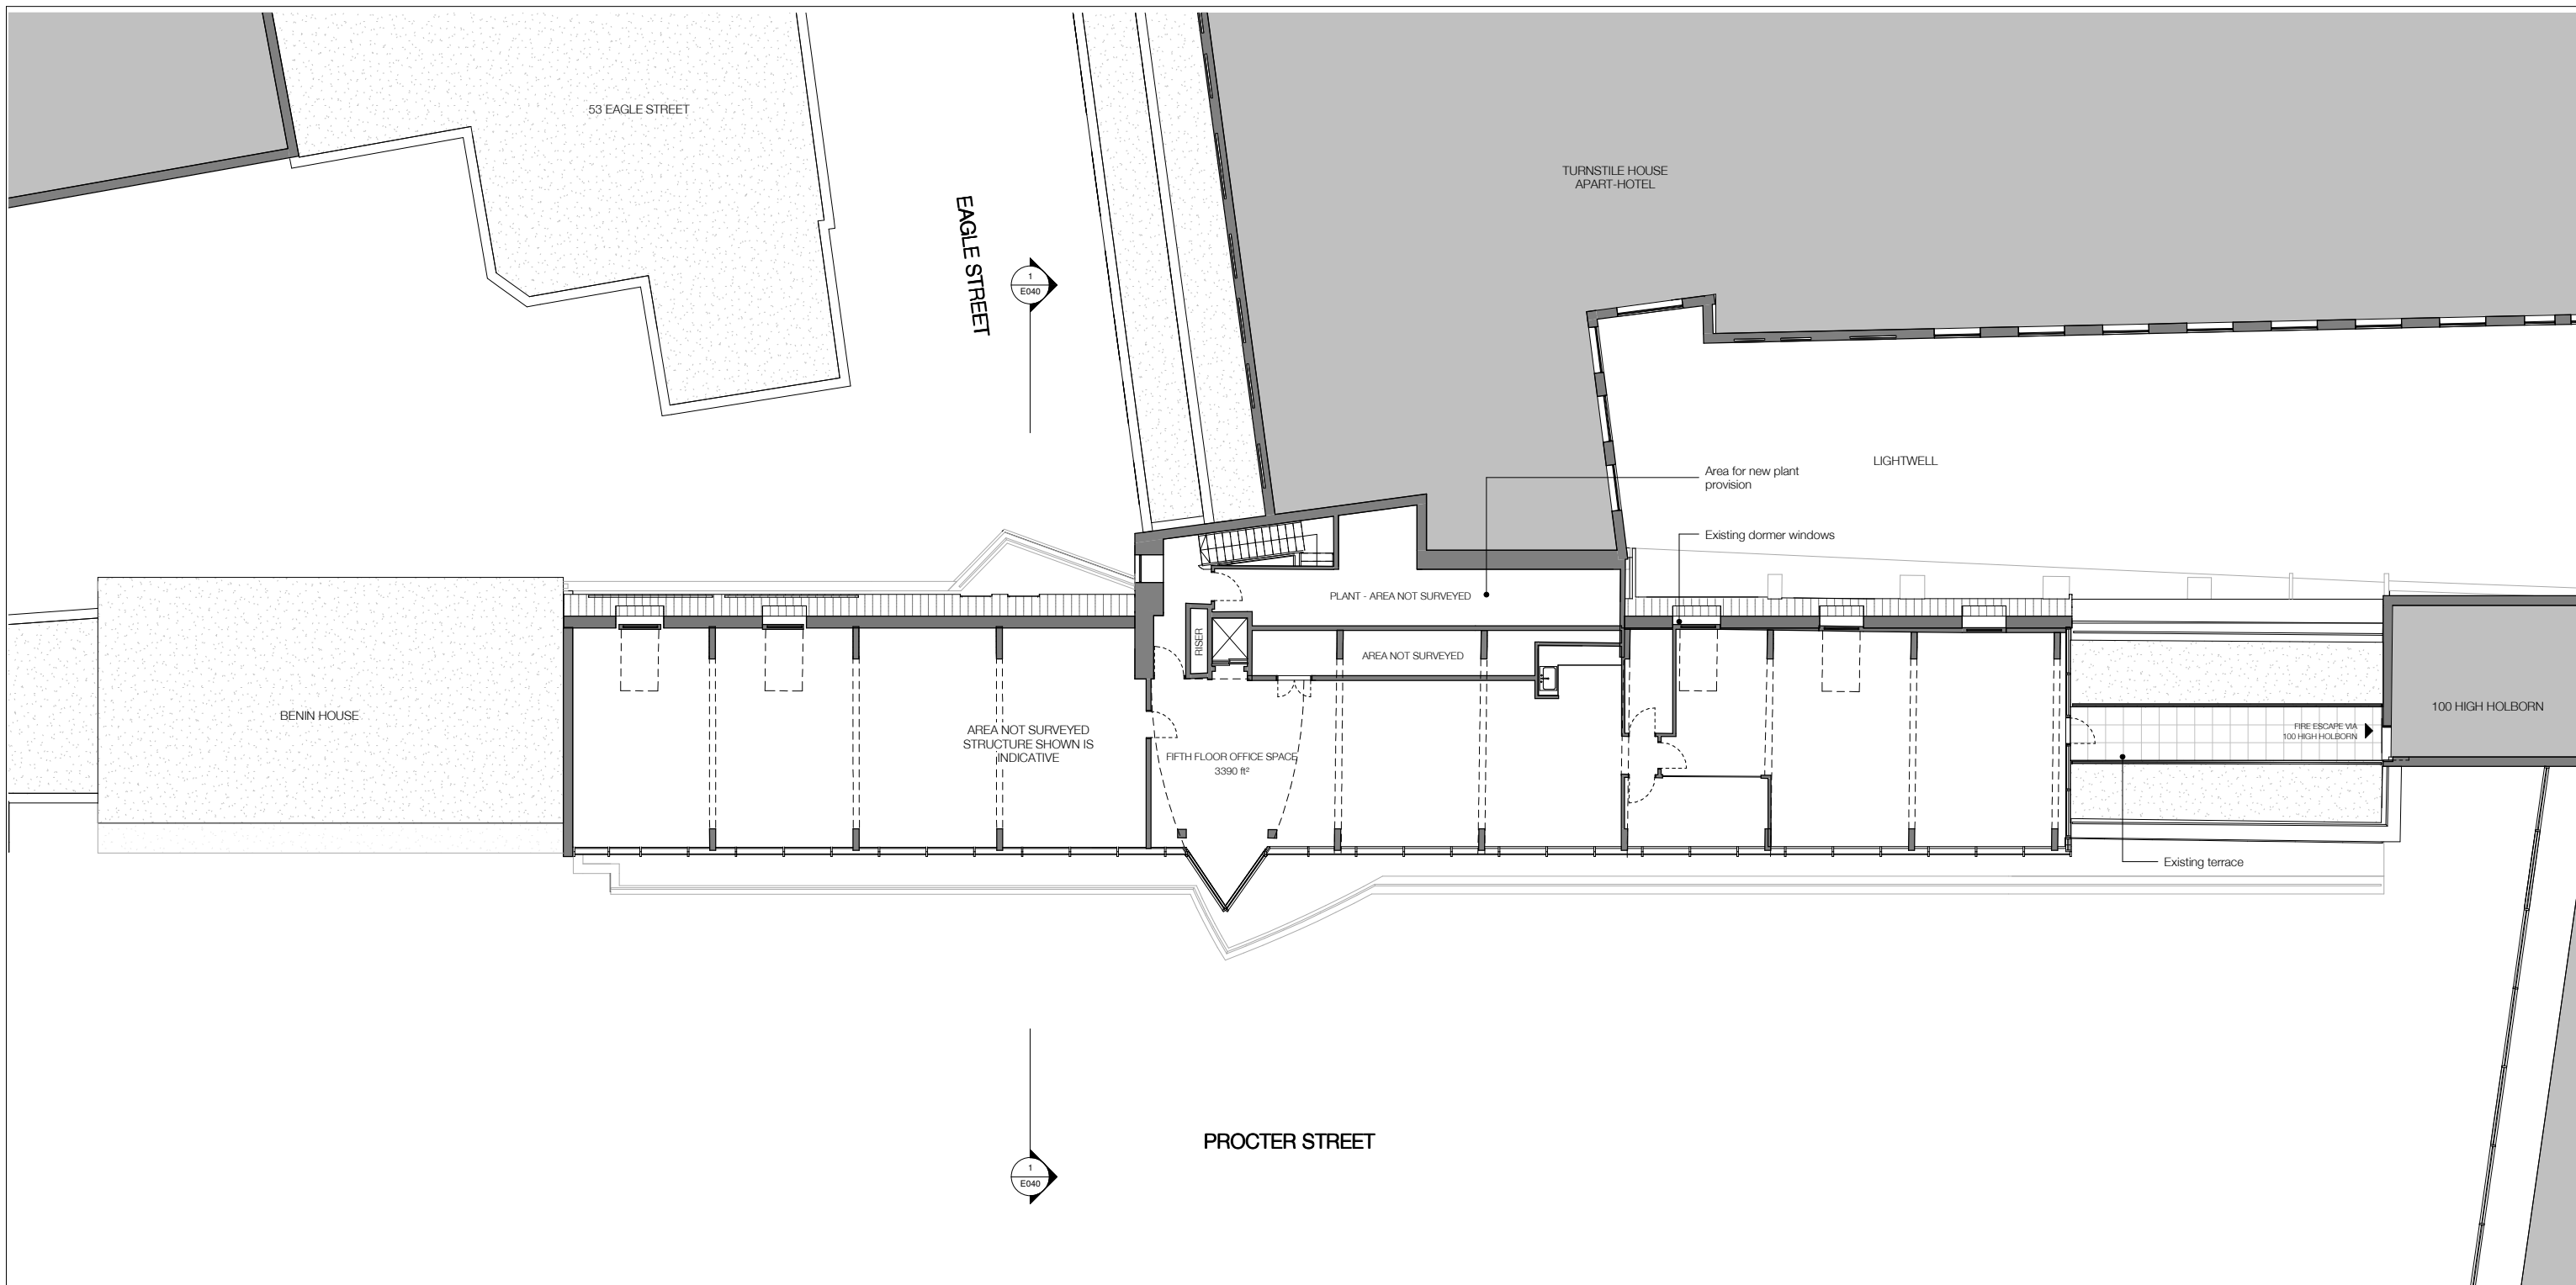 53 EAGLE STREET
TURNSTILE HOUSE
APART-HOTEL
EAGLE STREET
1
E040
LIGHTWELL
Area for new plant
provision
Existing dormer windows
PLANT - AREA NOT SURVEYED
RISER
AREA NOT SURVEYED
BENIN HOUSE
AREA NOT SURVEYED
STRUCTURE SHOWN IS
INDICATIVE
FIFTH FLOOR OFFICE SPACE
3390 ft²
FIRE ESCAPE VIA
100 HIGH HOLBORN
100 HIGH HOLBORN
Existing terrace
PROCTER STREET
1
E040